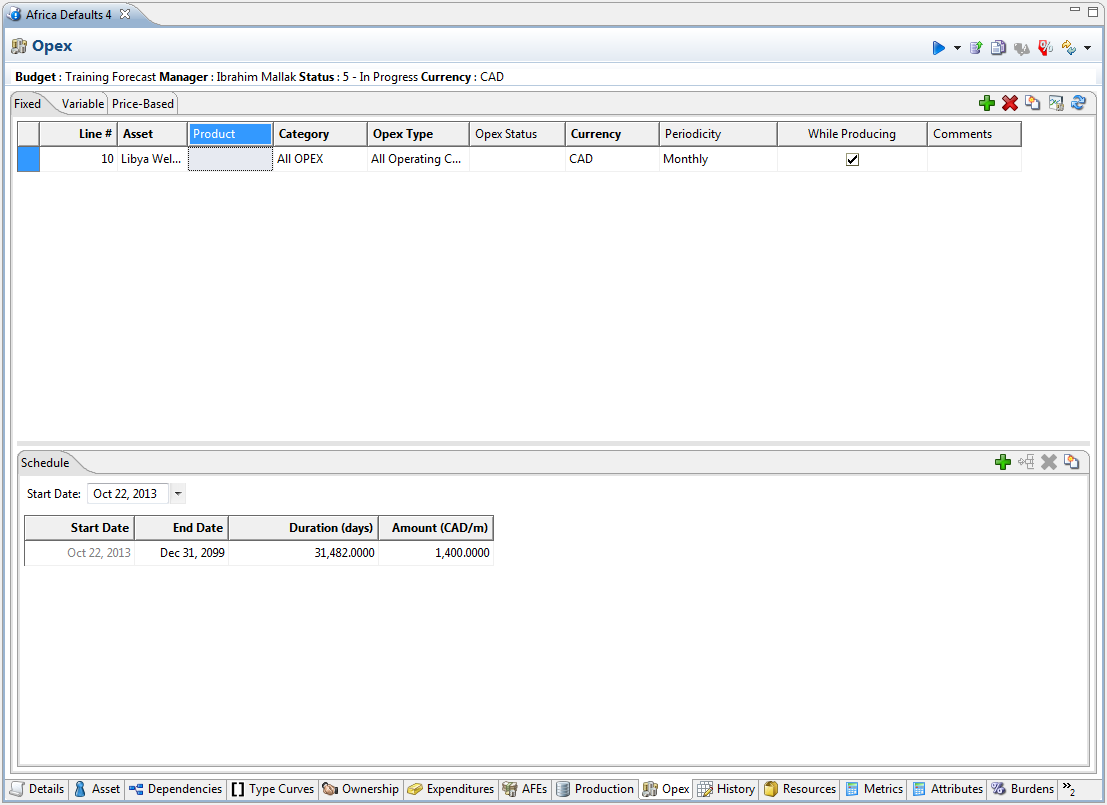 Africa Defaults 4
Opex
Budget : Training Forecast Manager : Ibrahim Mallak Status : 5 - In Progress Currency : CAD
Fixed Variable Price-Based
Line # Asset Product Category Opex Type Opex Status Currency Periodicity While Producing Comments
10 Libya Wel... All OPEX All Operating C... CAD Monthly
Schedule
Start Date: Oct 22, 2013
Start Date End Date Duration (days) Amount (CAD/m)
Oct 22, 2013 Dec 31, 2099 31,482.0000 1,400.0000
Details Asset Dependencies Type Curves Ownership Expenditures AFEs Production Opex History Resources Metrics Attributes Burdens »2